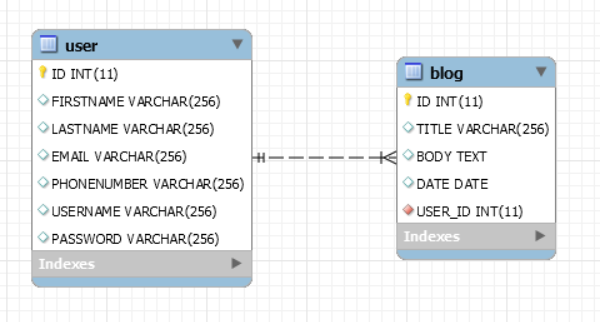 user
ID INT(11)
FIRSTNAME VARCHAR(256)
LASTNAME VARCHAR(256)
EMAIL VARCHAR(256)
PHONENUMBER VARCHAR(256)
USERNAME VARCHAR(256)
PASSWORD VARCHAR(256)
Indexes
blog
ID INT(11)
TITLE VARCHAR(256)
BODY TEXT
DATE DATE
USER_ID INT(11)
Indexes